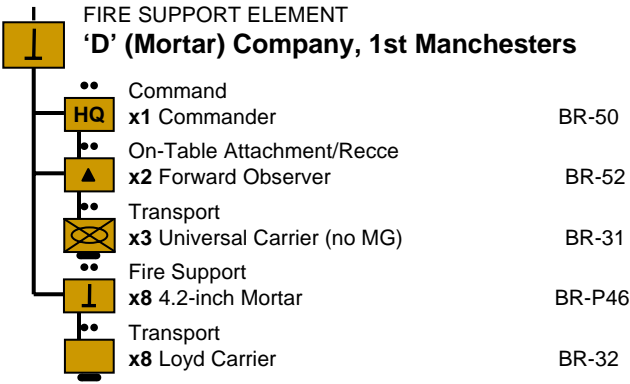 FIRE SUPPORT ELEMENT
‘D’ (Mortar) Company, 1st Manchesters
Command
HQ x1 Commander BR-50
On-Table Attachment/Recce
x2 Forward Observer BR-52
Transport
x3 Universal Carrier (no MG) BR-31
Fire Support
x8 4.2-inch Mortar BR-P46
Transport
x8 Loyd Carrier BR-32